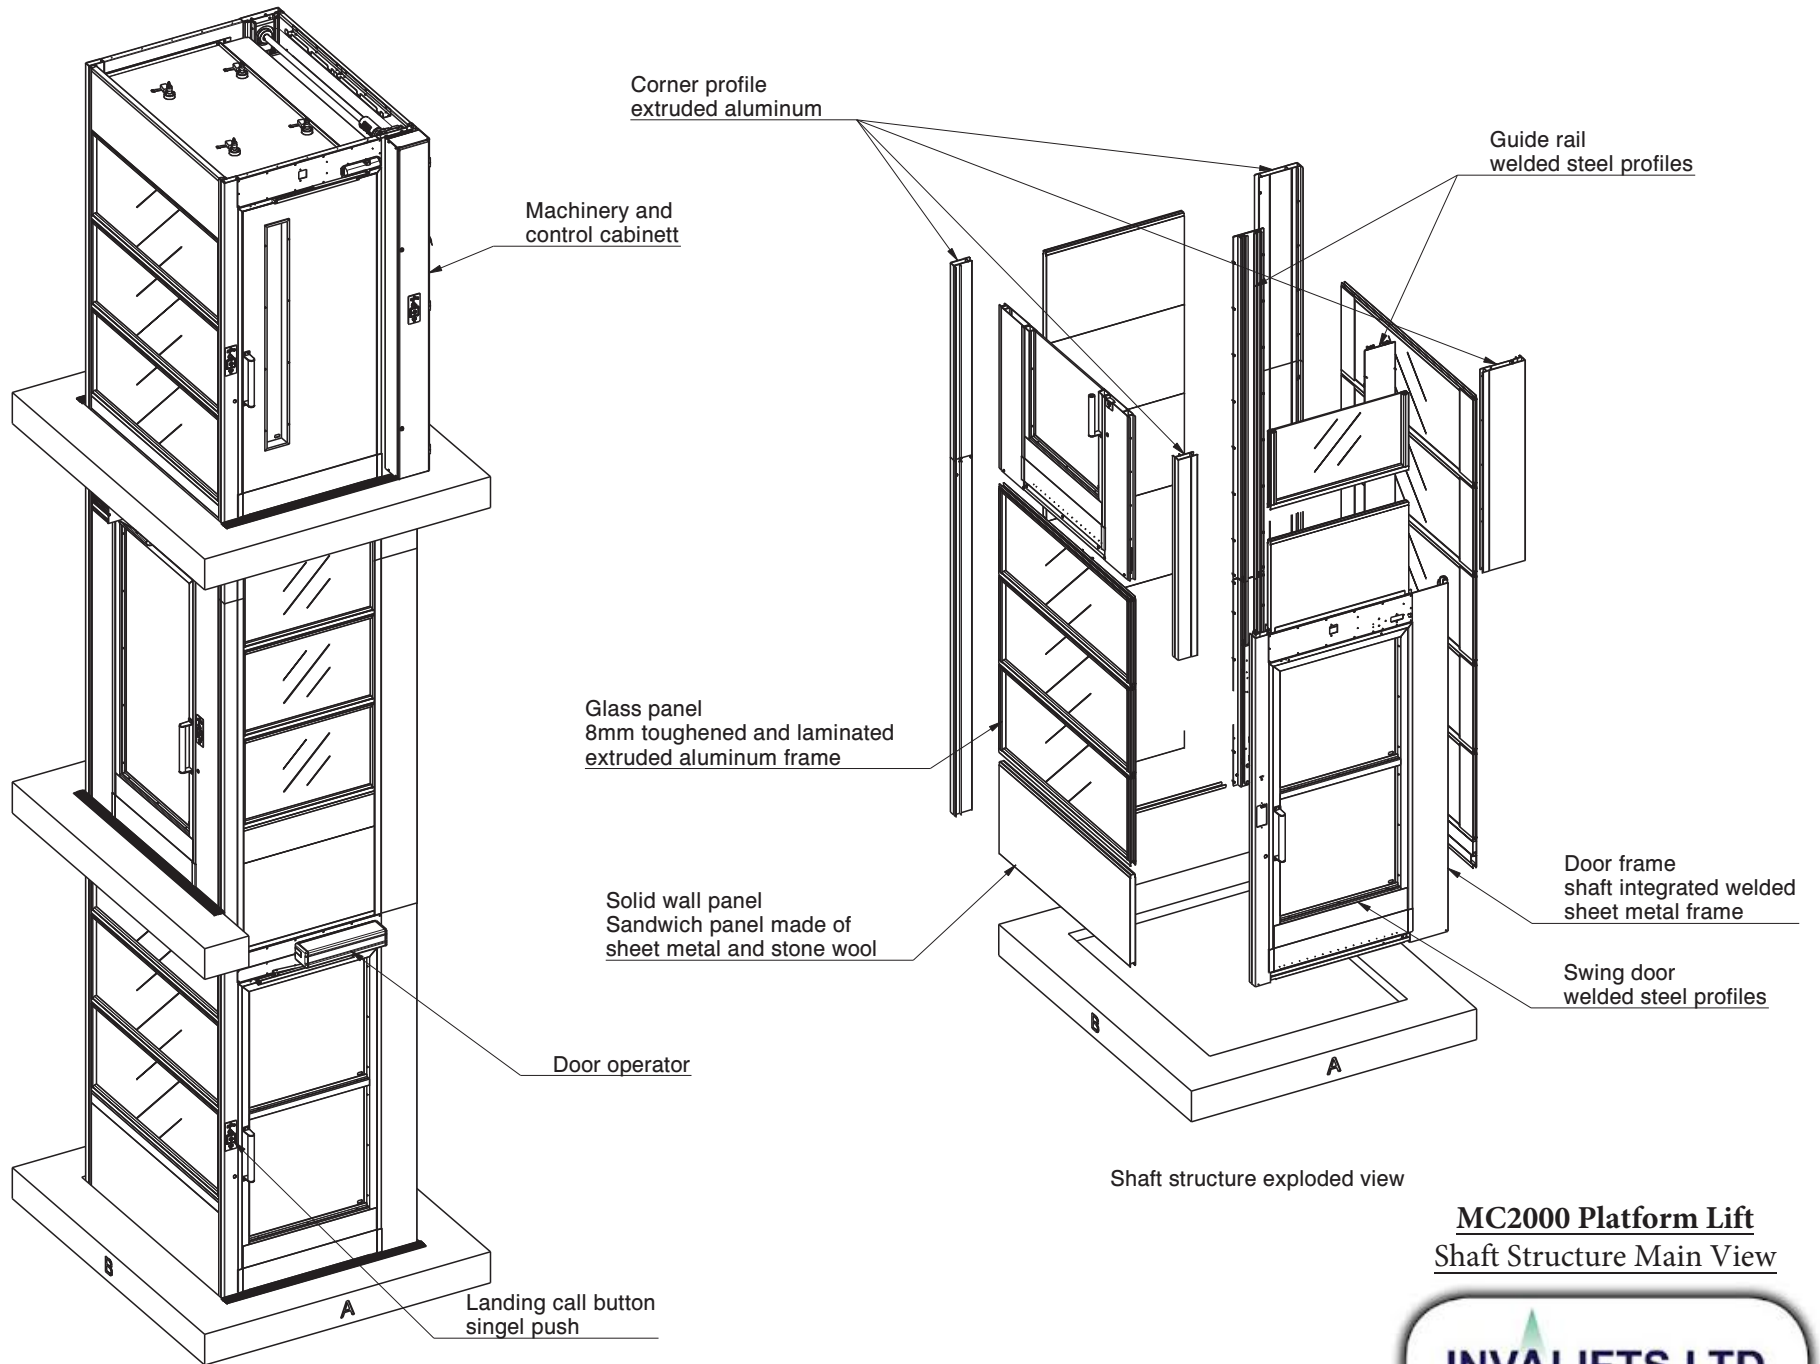 Corner profile
extruded aluminum
Guide rail
welded steel profiles
Machinery and
control cabinett
Glass panel
8mm toughened and laminated
extruded aluminum frame
Solid wall panel
Sandwich panel made of
sheet metal and stone wool
Door frame
shaft integrated welded
sheet metal frame
Swing door
welded steel profiles
Door operator
Landing call button
singel push
B
A
B
A
Shaft structure exploded view
MC2000 Platform Lift
Shaft Structure Main View
INVALIFTS LTD